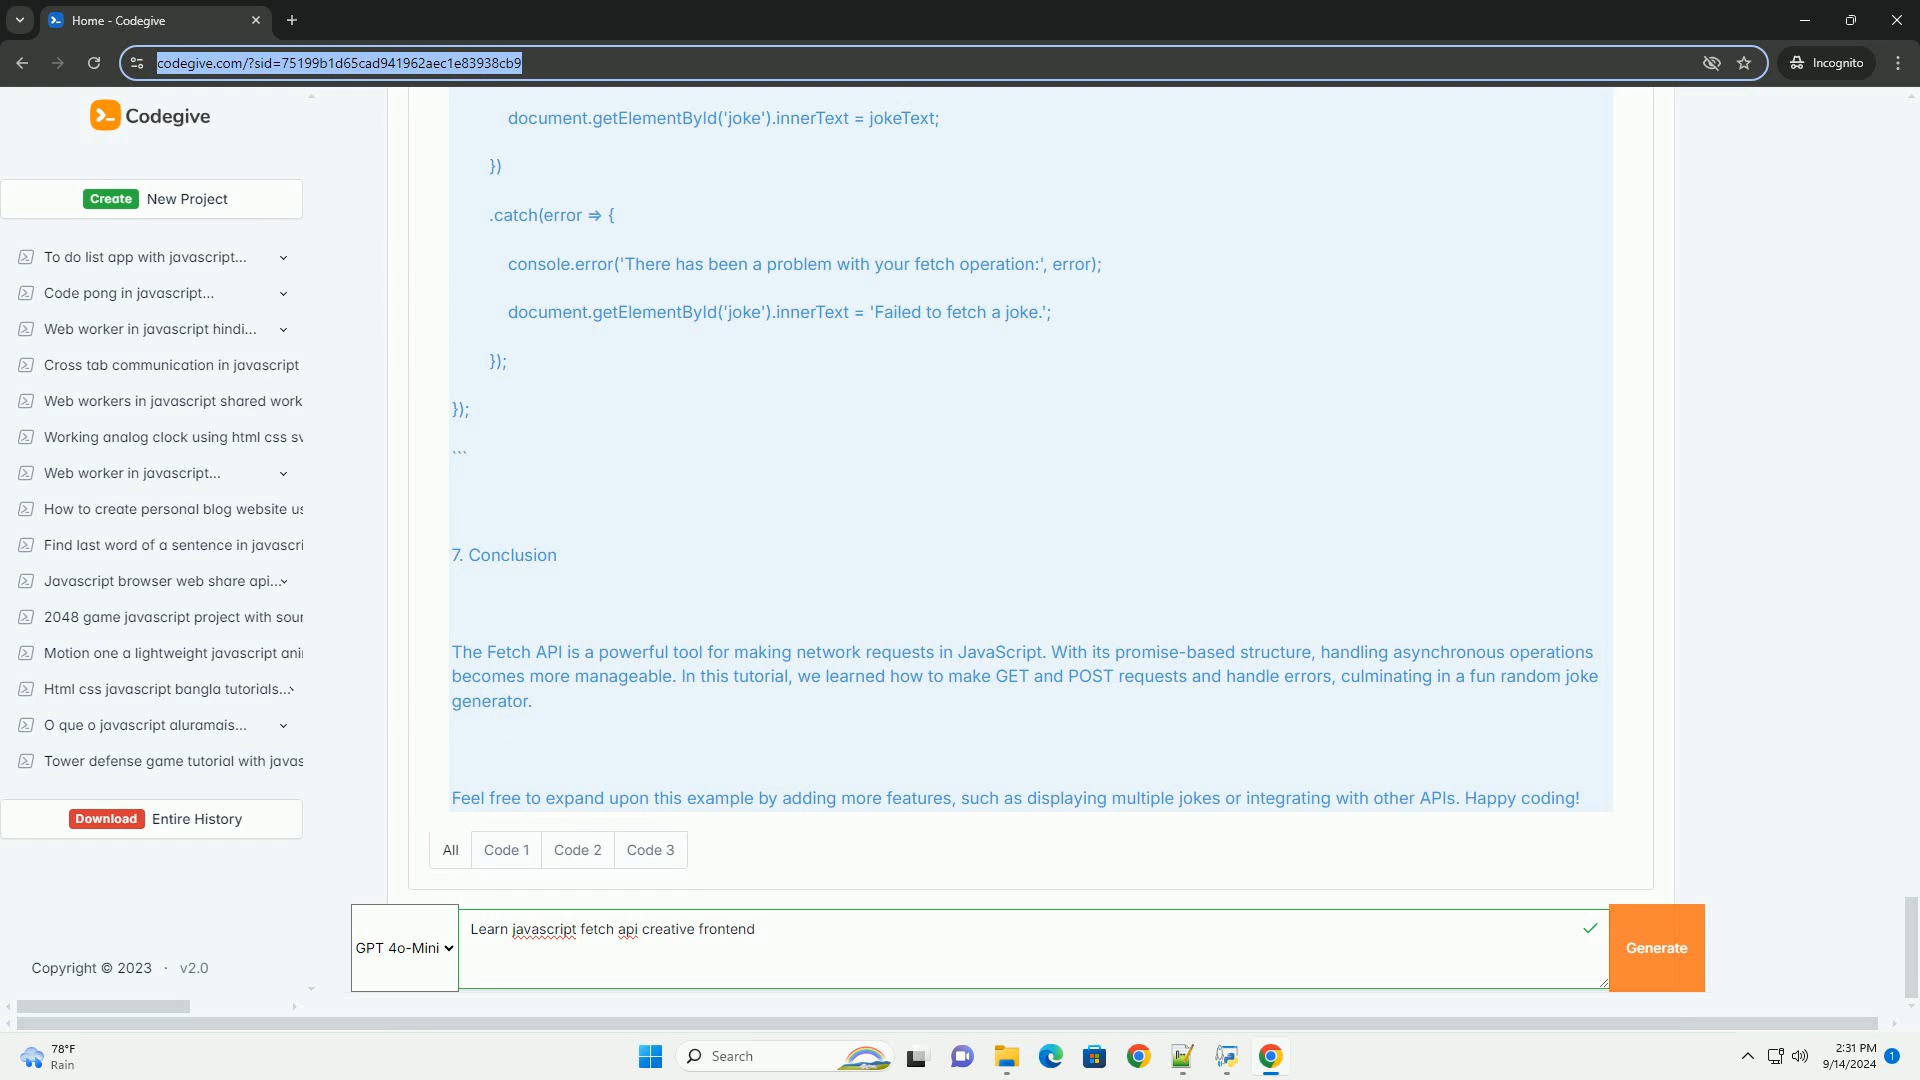 Home - Codegive
codegive.com/?sid=75199b1d65cad941962aec1e83938cb9
Incognito
Codegive
Create New Project
To do list app with javascript...
Code pong in javascript...
Web worker in javascript hindi...
Cross tab communication in javascript
Web workers in javascript shared work
Working analog clock using html css sv
Web worker in javascript...
How to create personal blog website us
Find last word of a sentence in javascri
Javascript browser web share api...
2048 game javascript project with sour
Motion one a lightweight javascript ani
Html css javascript bangla tutorials...
O que o javascript aluramais...
Tower defense game tutorial with javas
Download Entire History
Copyright © 2023 · v2.0
document.getElementById('joke').innerText = jokeText;
})
.catch(error => {
console.error('There has been a problem with your fetch operation:', error);
document.getElementById('joke').innerText = 'Failed to fetch a joke.';
});
});
```
7. Conclusion
The Fetch API is a powerful tool for making network requests in JavaScript. With its promise-based structure, handling asynchronous operations
becomes more manageable. In this tutorial, we learned how to make GET and POST requests and handle errors, culminating in a fun random joke
generator.
Feel free to expand upon this example by adding more features, such as displaying multiple jokes or integrating with other APIs. Happy coding!
All Code 1 Code 2 Code 3
GPT 4o-Mini
Learn javascript fetch api creative frontend
Generate
78°F
Rain
Search
2:31 PM
9/14/2024
1